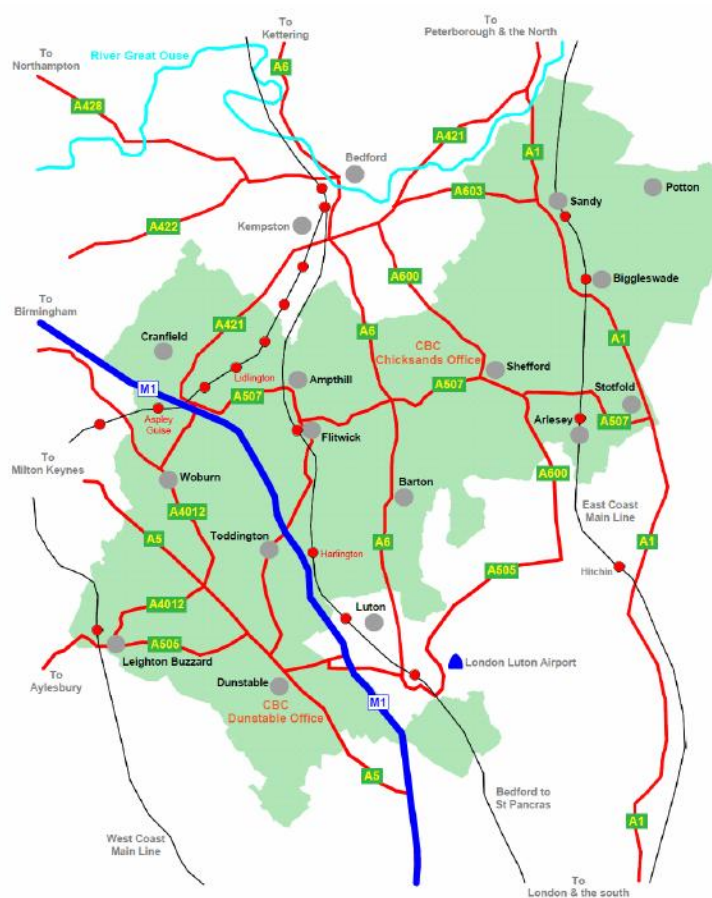 To
Kettering
To
Peterborough & the North
To
Northampton
River Great Ouse
A6
A428
A421
A1
Bedford
A603
Potton
Sandy
Kempston
A422
A600
Biggleswade
To
Birmingham
A421
A6
A1
Cranfield
CBC
Chicksands Office
Shefford
M1
Lidlington
Ampthill
A507
A507
Stotfold
Aspley
Guise
Arlesey
A507
Flitwick
To
Milton Keynes
Woburn
A600
Barton
A4012
East Coast
Main Line
A5
Toddington
Harlington
A6
A1
A505
Hitchin
A4012
Luton
A505
Leighton Buzzard
London Luton Airport
To
Aylesbury
Dunstable
CBC
Dunstable Office
M1
A5
Bedford to
St Pancras
A1
West Coast
Main Line
To
London & the south